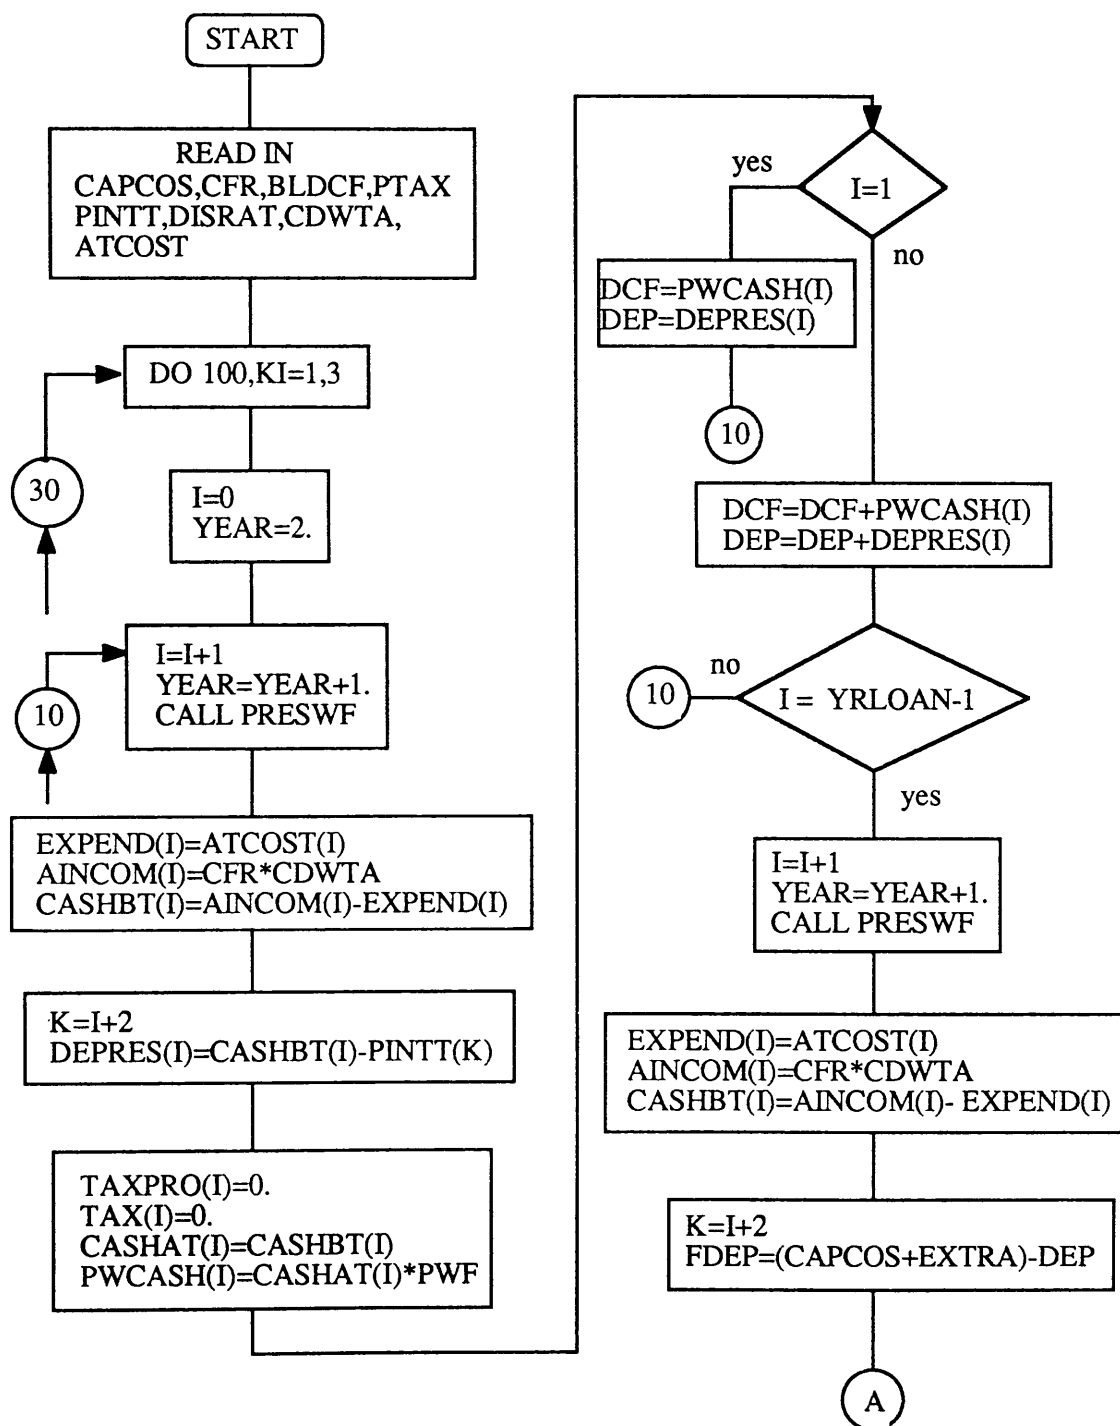 START
READ IN
CAPCOS,CFR,BLDCF,PTAX
PINTT,DISRAT,CDWTA,
ATCOST
DO 100,KI=1,3
30
I=0
YEAR=2.
I=I+1
YEAR=YEAR+1.
CALL PRESWF
10
EXPEND(I)=ATCOST(I)
AINCOM(I)=CFR*CDWTA
CASHBT(I)=AINCOM(I)-EXPEND(I)
K=I+2
DEPRES(I)=CASHBT(I)-PINTT(K)
TAXPRO(I)=0.
TAX(I)=0.
CASHAT(I)=CASHBT(I)
PWCASH(I)=CASHAT(I)*PWF
yes
I=1
no
DCF=PWCASH(I)
DEP=DEPRES(I)
10
DCF=DCF+PWCASH(I)
DEP=DEP+DEPRES(I)
no
10
I = YRLOAN-1
yes
I=I+1
YEAR=YEAR+1.
CALL PRESWF
EXPEND(I)=ATCOST(I)
AINCOM(I)=CFR*CDWTA
CASHBT(I)=AINCOM(I)- EXPEND(I)
K=I+2
FDEP=(CAPCOS+EXTRA)-DEP
A